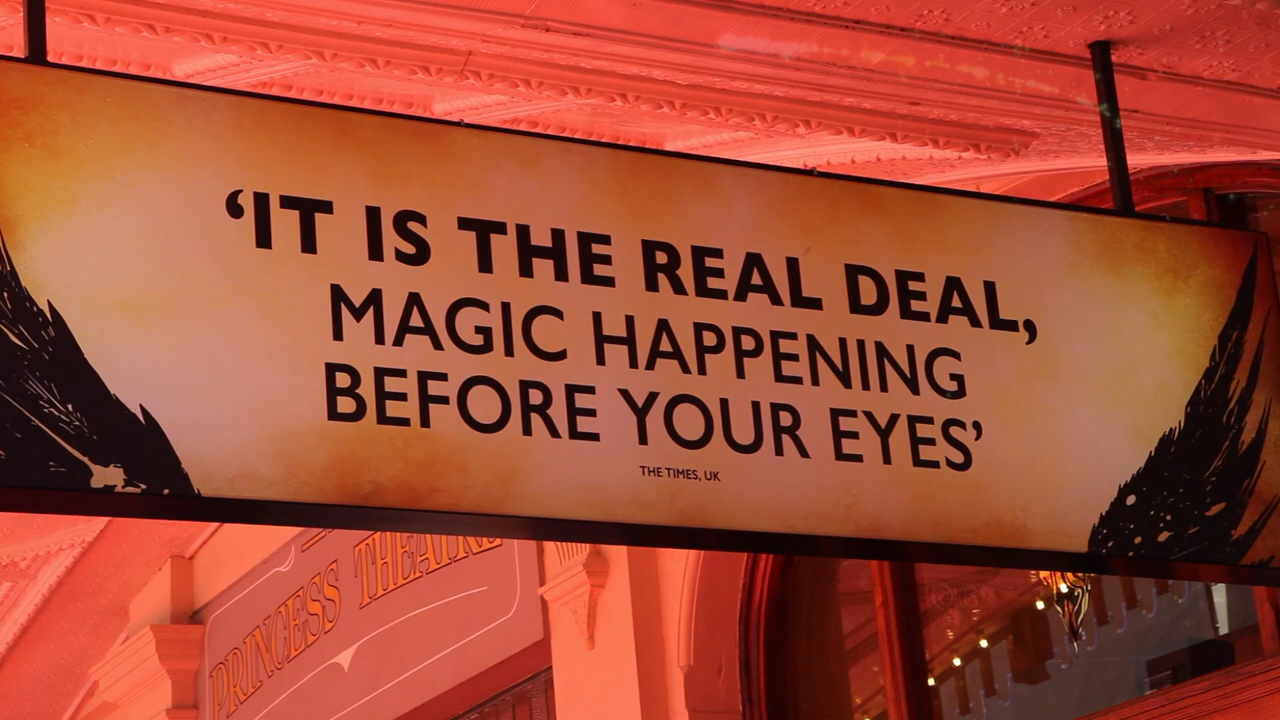 ‘IT IS THE REAL DEAL,
MAGIC HAPPENING
BEFORE YOUR EYES’
THE TIMES, UK
PRINCESS THEATRE